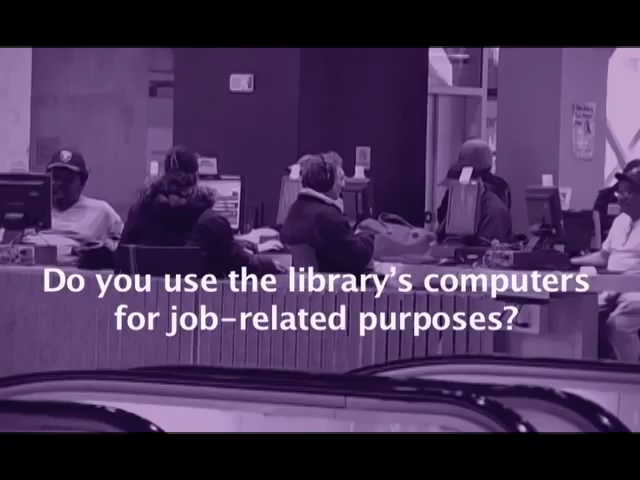 Do you use the library's computers
for job-related purposes?